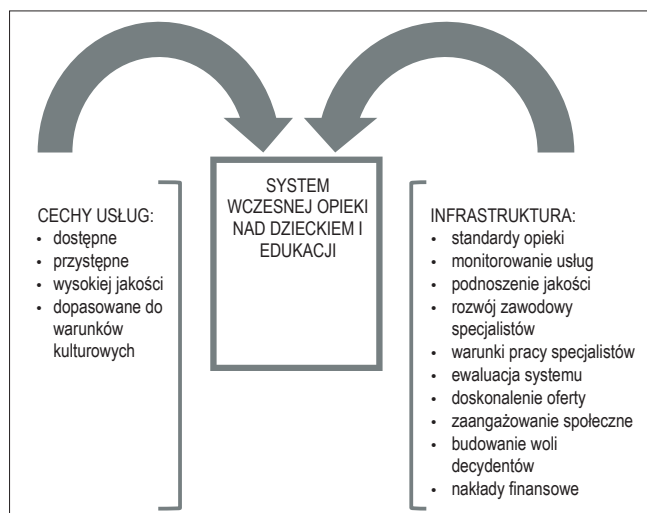 SYSTEM
WCZESNEJ OPIEKI
NAD DZIECKIEM I
EDUKACJI
CECHY USŁUG:
• dostępne
• przystępne
• wysokiej jakości
• dopasowane do
warunków
kulturowych
INFRASTRUKTURA:
• standardy opieki
• monitorowanie usług
• podnoszenie jakości
• rozwój zawodowy
specjalistów
• warunki pracy specjalistów
• ewaluacja systemu
• doskonalenie oferty
• zaangażowanie społeczne
• budowanie woli
decydentów
• nakłady finansowe